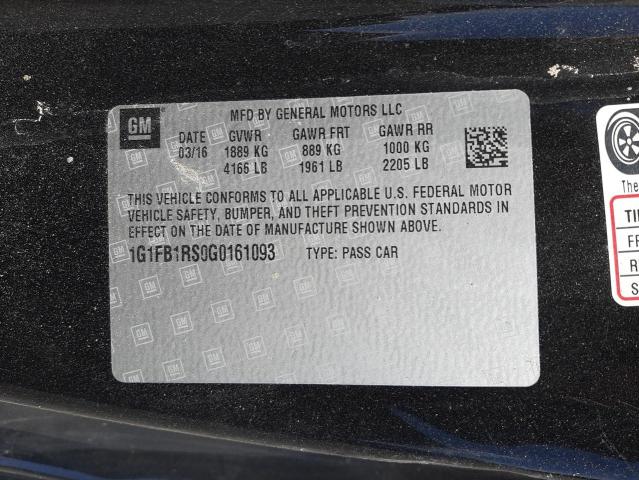 GM
MFD BY GENERAL MOTORS LLC
DATE GVWR GAWR FRT GAWR RR
03/16 1889 KG 889 KG 1000 KG
4165 LB 1961 LB 2205 LB
THIS VEHICLE CONFORMS TO ALL APPLICABLE U.S. FEDERAL MOTOR
VEHICLE SAFETY, BUMPER, AND THEFT PREVENTION STANDARDS IN
EFFECT ON THE DATE OF MANUFACTURE SHOWN ABOVE.
1G1FB1RS0G0161093 TYPE: PASS CAR
The